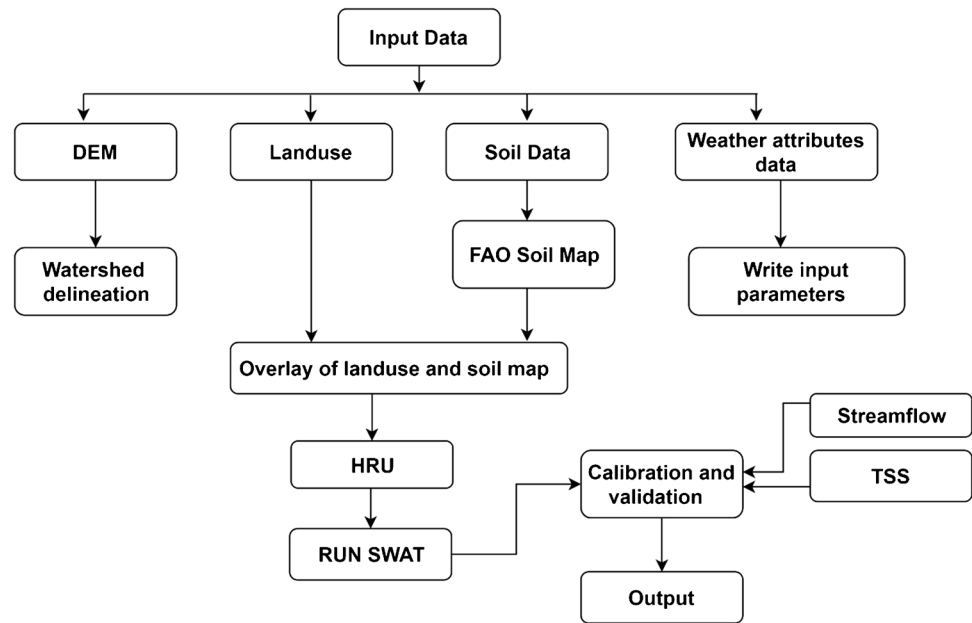 Input Data
DEM
Landuse
Soil Data
Weather attributes
data
Watershed
delineation
FAO Soil Map
Write input
parameters
Overlay of landuse and soil map
Streamflow
HRU
Calibration and
validation
TSS
RUN SWAT
Output